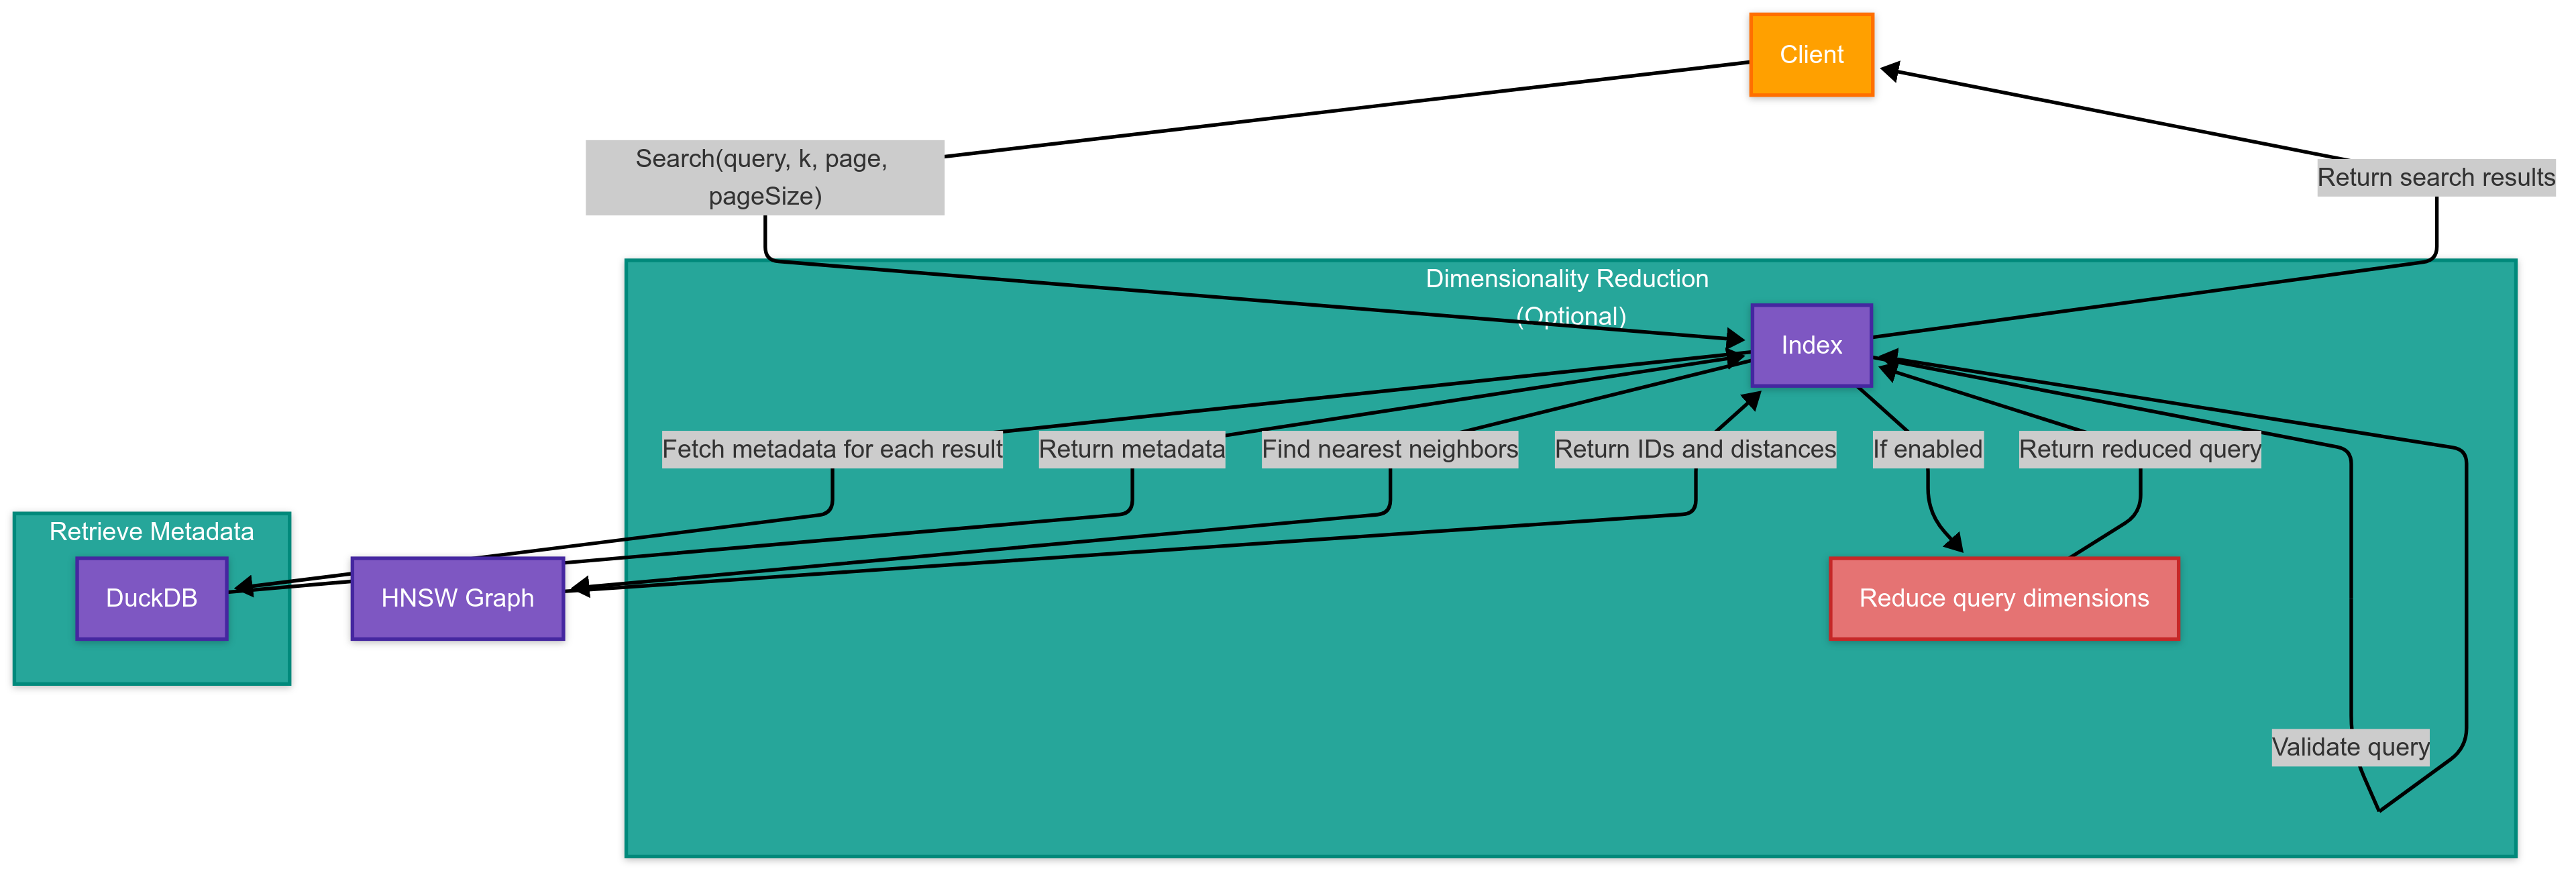 Client
Search(query, k, page,
pageSize)
Return search results
Dimensionality Reduction
(Optional)
Index
Fetch metadata for each result
Return metadata
Find nearest neighbors
Return IDs and distances
If enabled
Return reduced query
Retrieve Metadata
DuckDB
HNSW Graph
Reduce query dimensions
Validate query